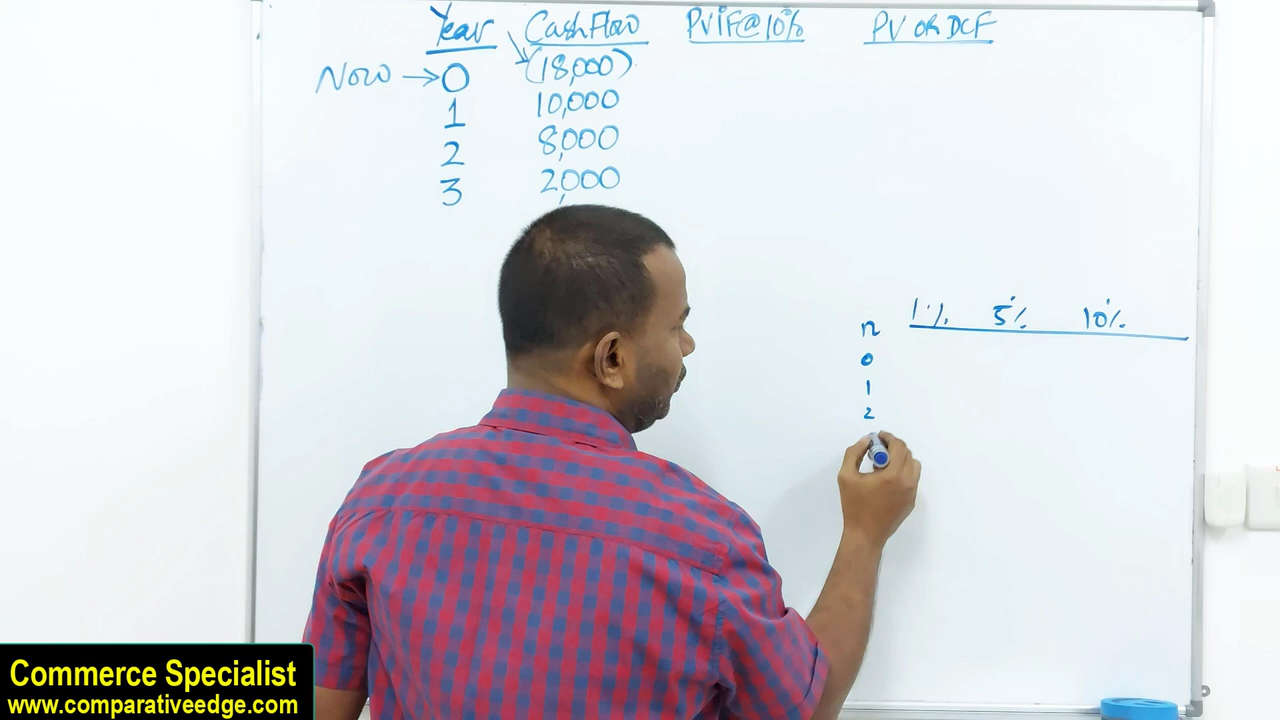 Year Cash Flow PVIF@10% PV OR DCF
Now → 0 (18,000)
1 10,000
2 8,000
3 2,000
n 1% 5% 10%
0
1
2
Commerce Specialist
www.comparativeedge.com